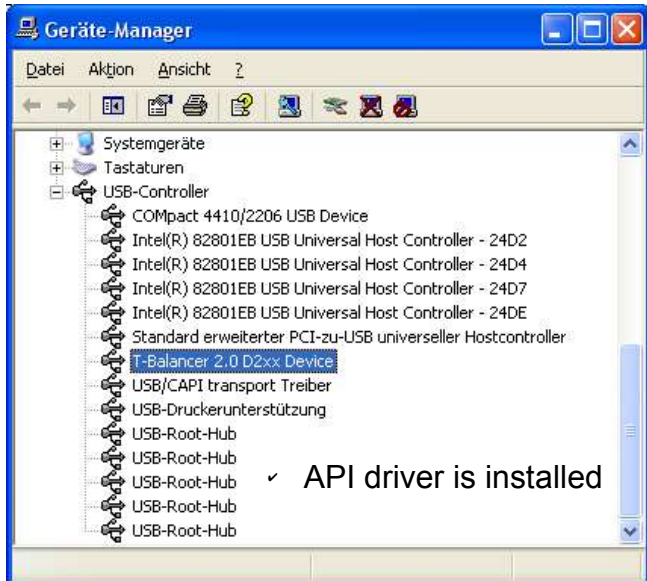 Geräte-Manager
Datei Aktion Ansicht ?
Systemgeräte
Tastaturen
USB-Controller
COMpact 4410/2206 USB Device
Intel(R) 82801EB USB Universal Host Controller - 24D2
Intel(R) 82801EB USB Universal Host Controller - 24D4
Intel(R) 82801EB USB Universal Host Controller - 24D7
Intel(R) 82801EB USB Universal Host Controller - 24DE
Standard erweiterter PCI-zu-USB universeller Hostcontroller
T-Balancer 2.0 D2xx Device
USB/CAPI transport Treiber
USB-Druckerunterstützung
USB-Root-Hub
USB-Root-Hub
USB-Root-Hub ✓ API driver is installed
USB-Root-Hub
USB-Root-Hub